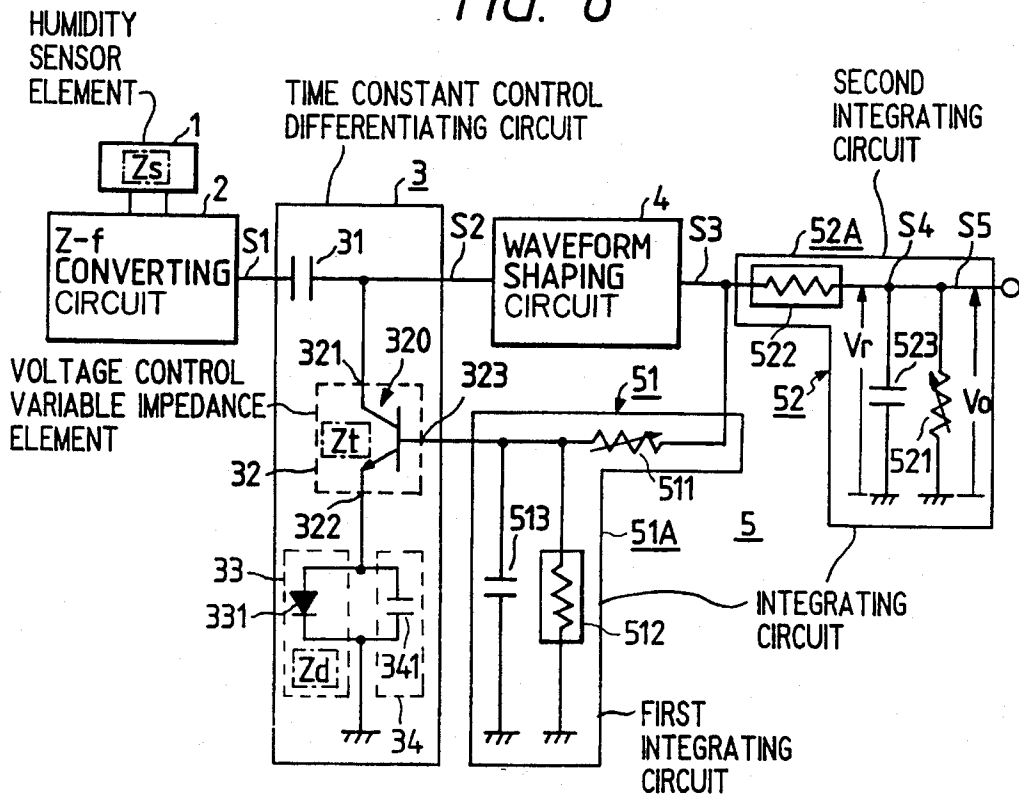 FIG. 6
HUMIDITY
SENSOR
ELEMENT
1
Zs
2
Z-f
CONVERTING
CIRCUIT
S1
TIME CONSTANT CONTROL
DIFFERENTIATING CIRCUIT
3
31
S2
4
WAVEFORM
SHAPING
CIRCUIT
S3
SECOND
INTEGRATING
CIRCUIT
52A
S4
S5
522
Vr
523
52
521
Vo
VOLTAGE CONTROL
VARIABLE IMPEDANCE
ELEMENT
321
320
323
Zt
32
322
51
511
513
51A
5
512
33
331
Zd
341
34
INTEGRATING
CIRCUIT
FIRST
INTEGRATING
CIRCUIT